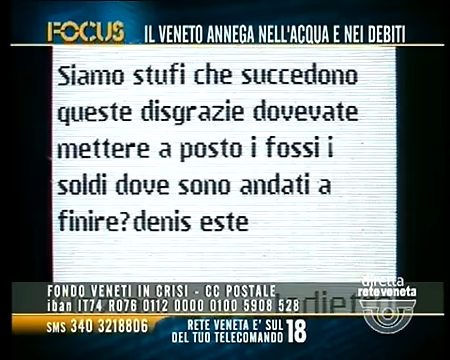 FOCUS IL VENETO ANNEGA NELL'ACQUA E NEI DEBITI
Siamo stufi che succedono
queste disgrazie dovevate
mettere a posto i fossi i
soldi dove sono andati a
finire?denis este
diretta
reteveneta
FONDO VENETI IN CRISI - CC POSTALE
iban IT74 R076 0112 0000 0100 5908 528
SMS 340 3218806
RETE VENETA E' SUL
DEL TUO TELECOMANDO 18